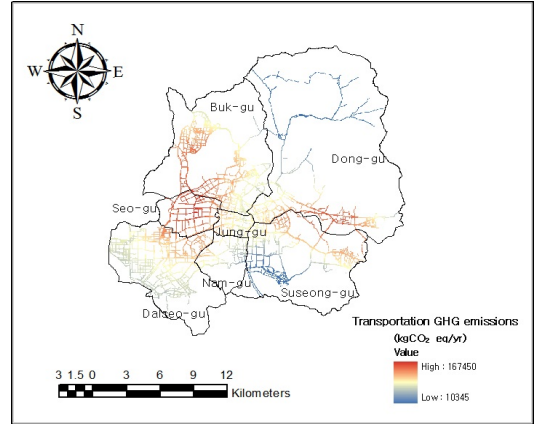 N
W E
S
Buk-gu
Dong-gu
Seo-gu
Jung-gu
Nam-gu
Suseong-gu
Dalseo-gu
Transportation GHG emissions
(kgCO₂ eq/yr)
Value
High : 167450
Low : 10345
3 1.5 0 3 6 9 12
Kilometers